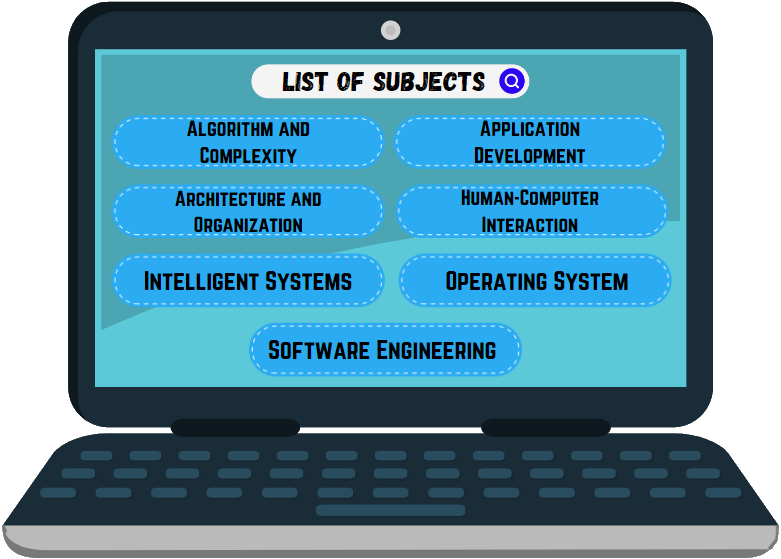 LIST OF SUBJECTS
Algorithm and
Complexity
Application
Development
Architecture and
Organization
Human-Computer
Interaction
Intelligent Systems
Operating System
Software Engineering